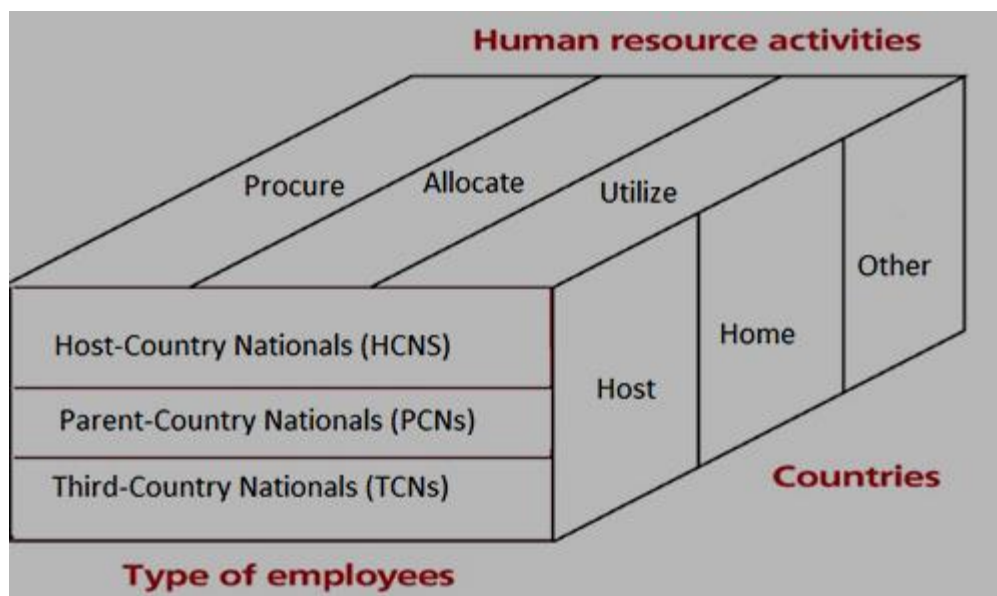 Human resource activities
Procure
Allocate
Utilize
Other
Home
Host
Host-Country Nationals (HCNS)
Parent-Country Nationals (PCNs)
Third-Country Nationals (TCNs)
Countries
Type of employees